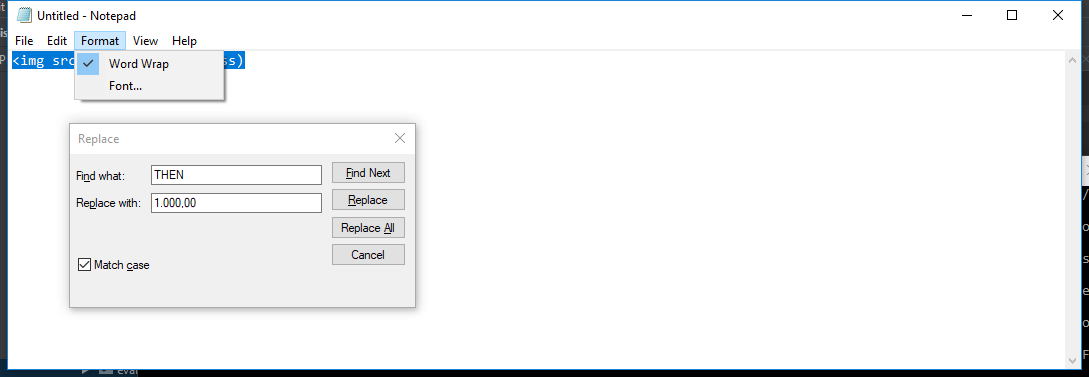 Untitled - Notepad
File Edit Format View Help
<img src ss)
Word Wrap
Font...
Replace
Find what: THEN Find Next
Replace with: 1.000,00 Replace
Replace All
Cancel
Match case
eval